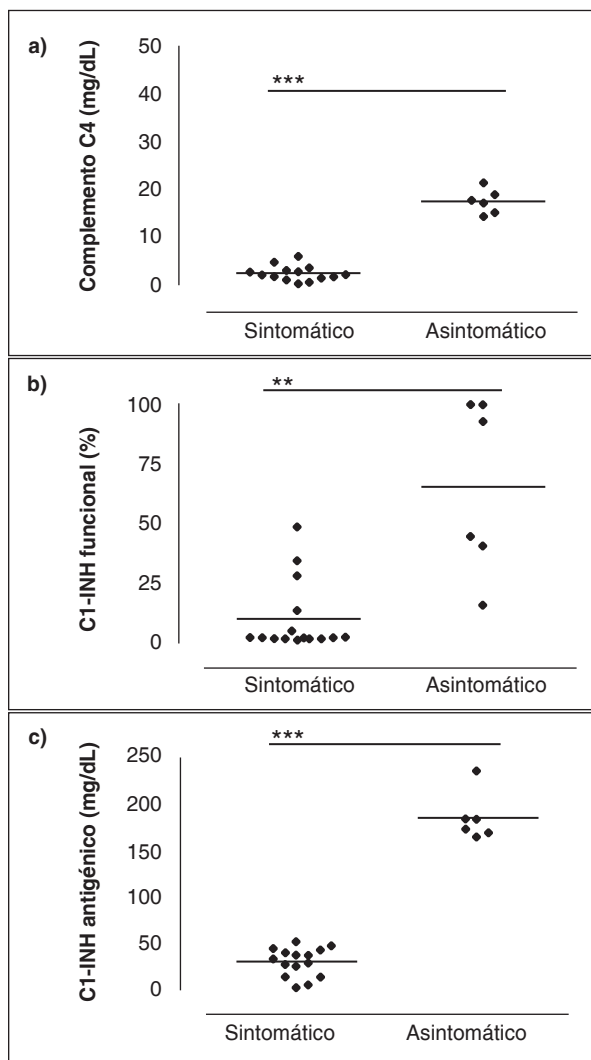 a)
Complemento C4 (mg/dL)
50
40
30
20
10
0
***
Sintomático
Asintomático
b)
C1-INH funcional (%)
100
75
50
25
0
**
Sintomático
Asintomático
c)
C1-INH antigénico (mg/dL)
250
200
150
100
50
0
***
Sintomático
Asintomático